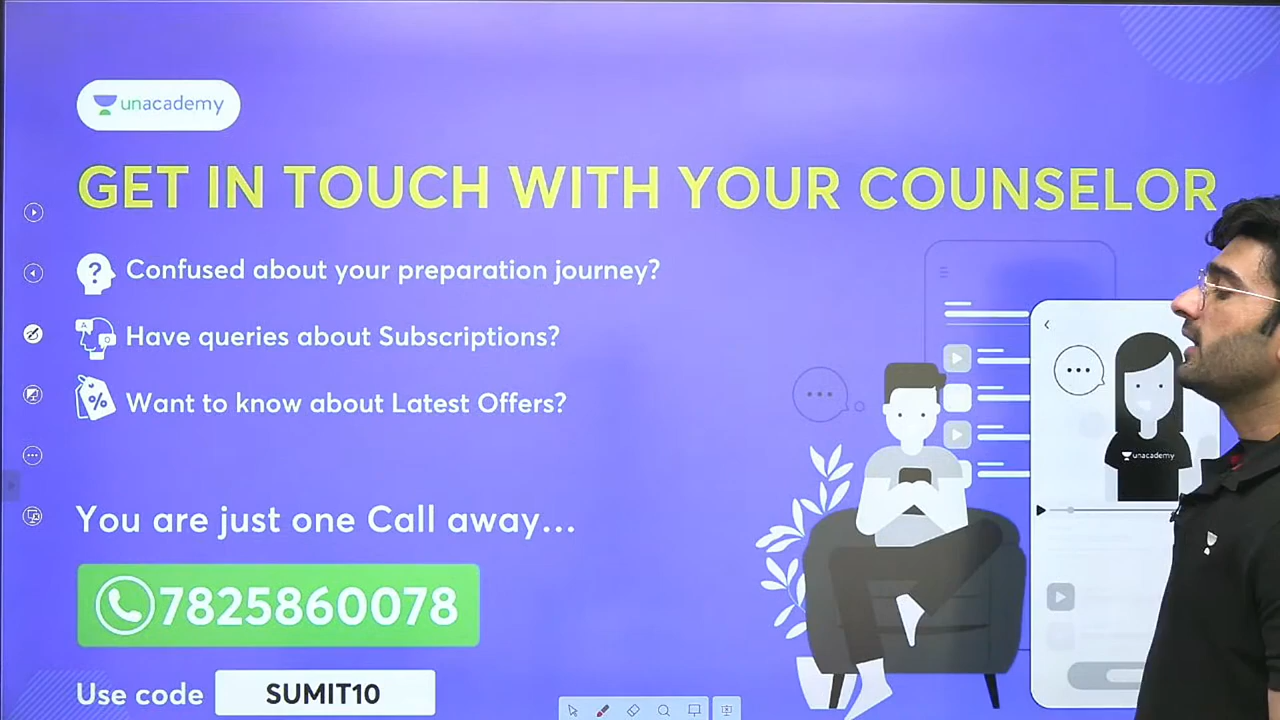 unacademy
GET IN TOUCH WITH YOUR COUNSELOR
Confused about your preparation journey?
Have queries about Subscriptions?
Want to know about Latest Offers?
unacademy
You are just one Call away...
7825860078
Use code SUMIT10